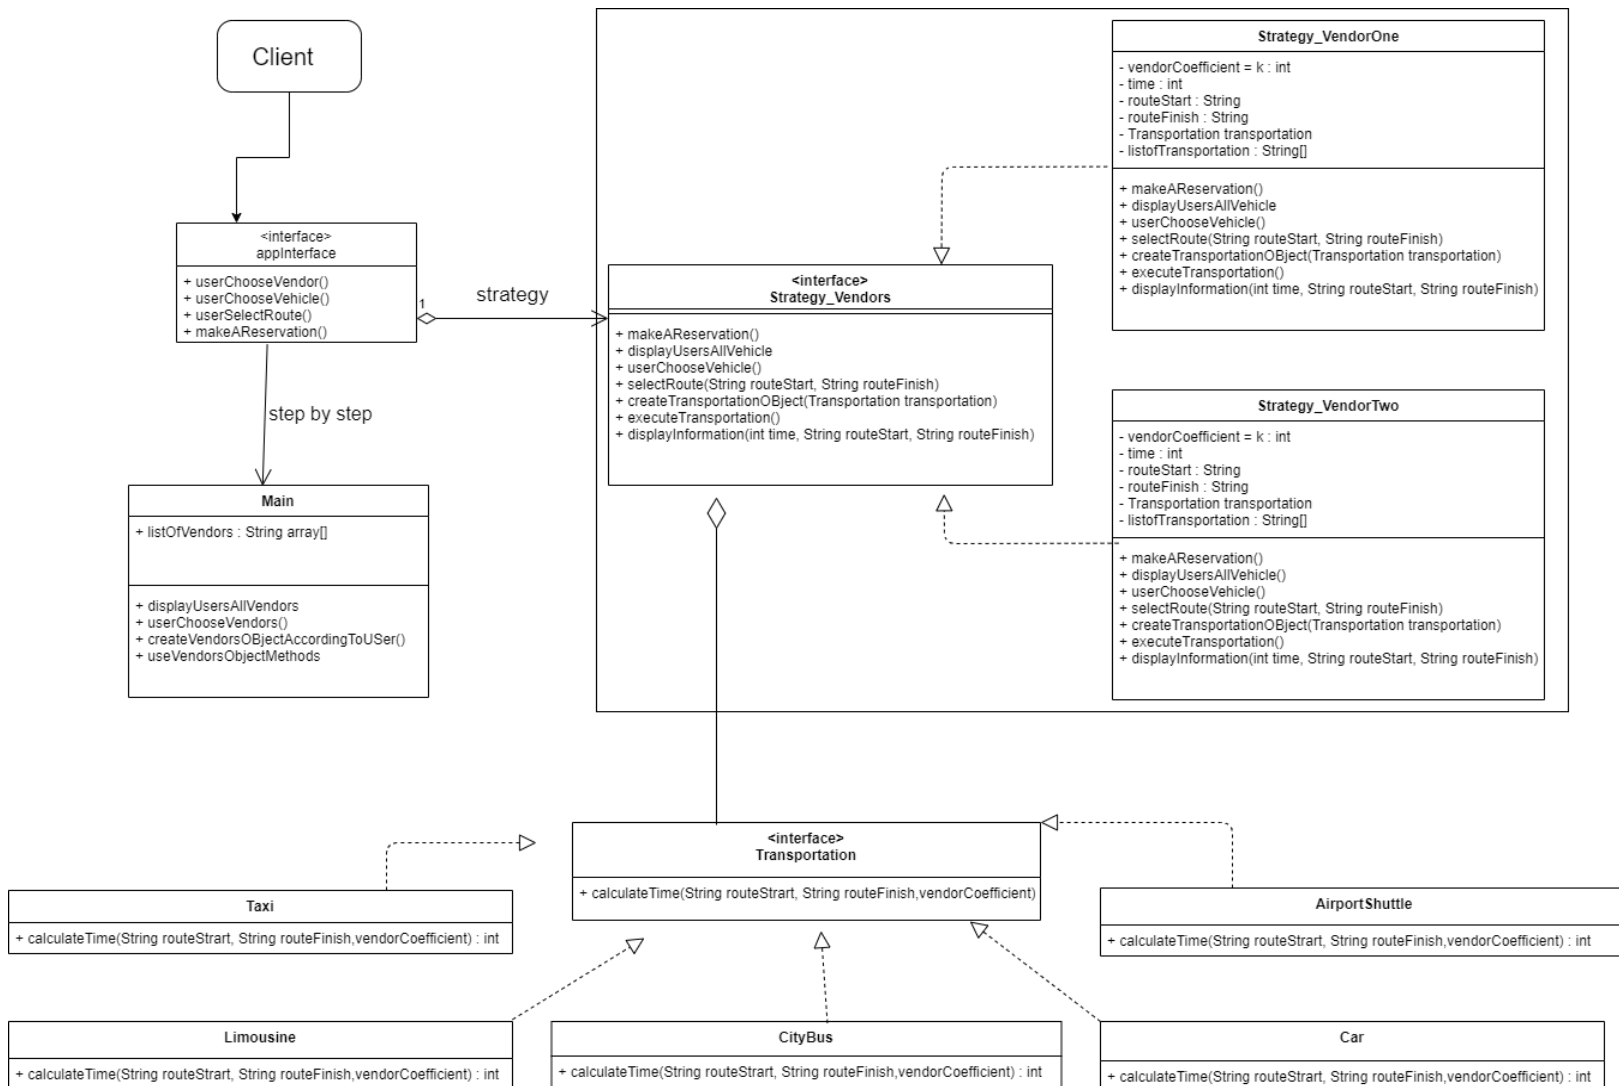 Client
<interface>
appInterface
+ userChooseVendor()
+ userChooseVehicle()
+ userSelectRoute()
+ makeAReservation()
1
strategy
step by step
Main
+ listOfVendors : String array[]
+ displayUsersAllVendors
+ userChooseVendors()
+ createVendorsOBjectAccordingToUSer()
+ useVendorsObjectMethods
<interface>
Strategy_Vendors
+ makeAReservation()
+ displayUsersAllVehicle
+ userChooseVehicle()
+ selectRoute(String routeStart, String routeFinish)
+ createTransportationOBject(Transportation transportation)
+ executeTransportation()
+ displayInformation(int time, String routeStart, String routeFinish)
Strategy_VendorOne
- vendorCoefficient = k : int
- time : int
- routeStart : String
- routeFinish : String
- Transportation transportation
- listofTransportation : String[]
+ makeAReservation()
+ displayUsersAllVehicle
+ userChooseVehicle()
+ selectRoute(String routeStart, String routeFinish)
+ createTransportationOBject(Transportation transportation)
+ executeTransportation()
+ displayInformation(int time, String routeStart, String routeFinish)
Strategy_VendorTwo
- vendorCoefficient = k : int
- time : int
- routeStart : String
- routeFinish : String
- Transportation transportation
- listofTransportation : String[]
+ makeAReservation()
+ displayUsersAllVehicle()
+ userChooseVehicle()
+ selectRoute(String routeStart, String routeFinish)
+ createTransportationOBject(Transportation transportation)
+ executeTransportation()
+ displayInformation(int time, String routeStart, String routeFinish)
<interface>
Transportation
+ calculateTime(String routeStrart, String routeFinish,vendorCoefficient)
Taxi
+ calculateTime(String routeStrart, String routeFinish,vendorCoefficient) : int
AirportShuttle
+ calculateTime(String routeStrart, String routeFinish,vendorCoefficient) : int
Limousine
+ calculateTime(String routeStrart, String routeFinish,vendorCoefficient) : int
CityBus
+ calculateTime(String routeStrart, String routeFinish,vendorCoefficient) : int
Car
+ calculateTime(String routeStrart, String routeFinish,vendorCoefficient) : int